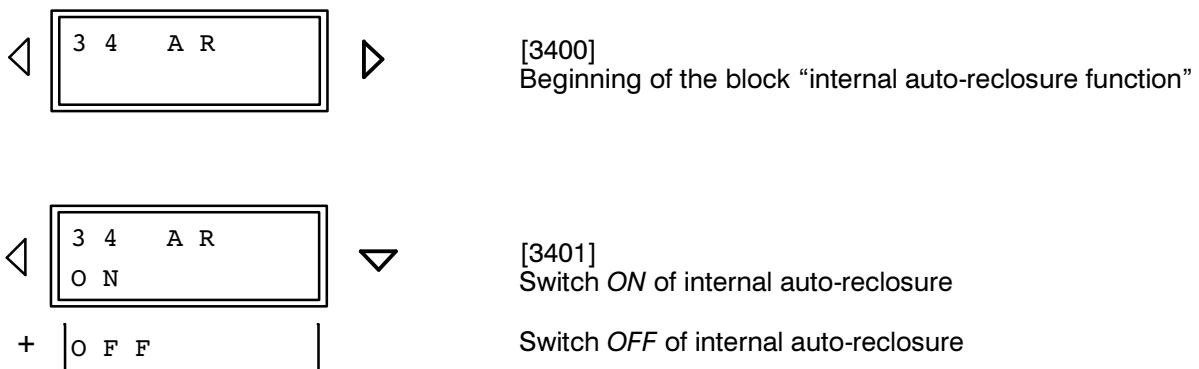 3 4 A R
[3400]
Beginning of the block “internal auto-reclosure function”
3 4 A R
O N
[3401]
Switch ON of internal auto-reclosure
+ O F F
Switch OFF of internal auto-reclosure